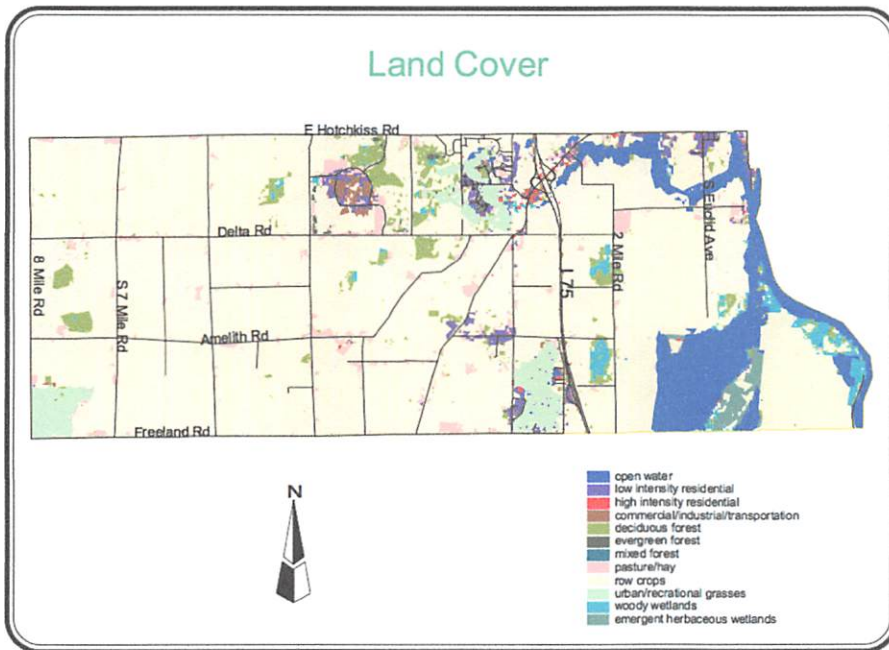 Land Cover
E Hotchkiss Rd
S Euclid Ave
Delta Rd
2 Mile Rd
8 Mile Rd
I 75
S 7 Mile Rd
Amelith Rd
Freeland Rd
N
open water
low intensity residential
high intensity residential
commercial/industrial/transportation
deciduous forest
evergreen forest
mixed forest
pasture/hay
row crops
urban/recrational grasses
woody wetlands
emergent herbaceous wetlands